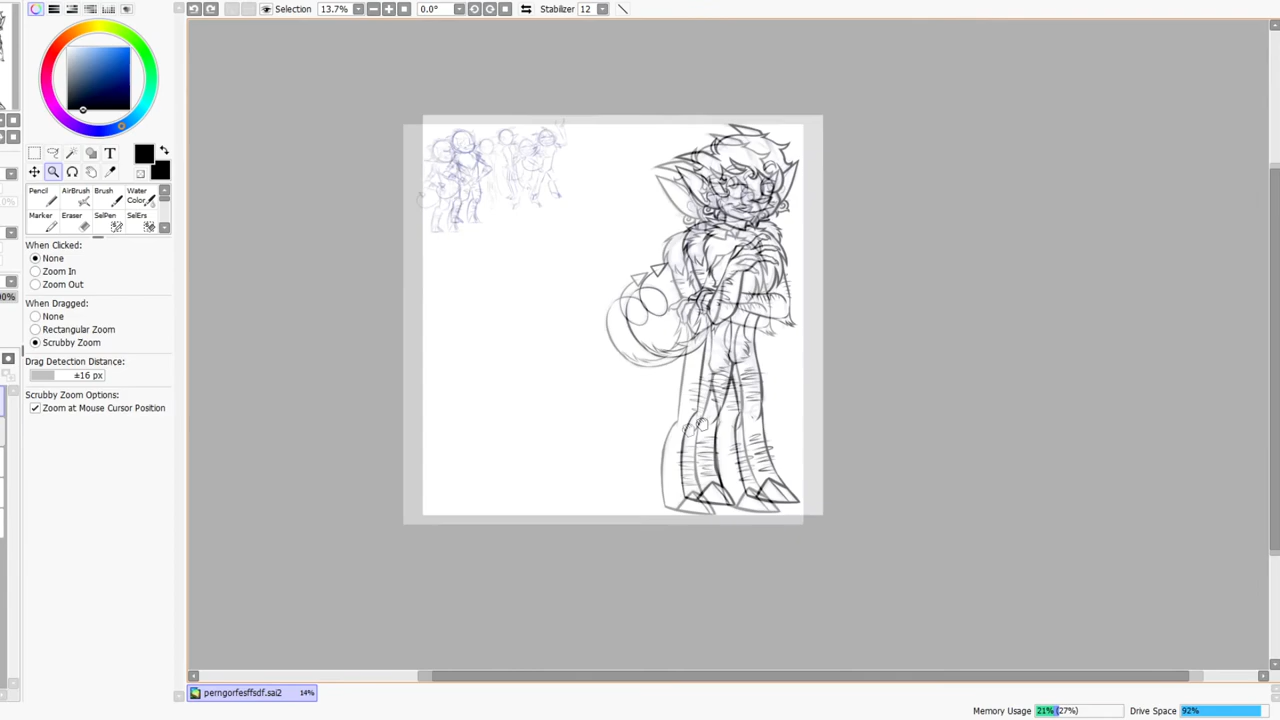 Selection 13.7% 0.0° Stabilizer 12
T
Pencil AirBrush Brush Water Color
Marker Eraser SelPen SelErs
When Clicked:
None
Zoom In
Zoom Out
When Dragged:
None
Rectangular Zoom
Scrubby Zoom
Drag Detection Distance:
±16 px
Scrubby Zoom Options:
Zoom at Mouse Cursor Position
perngorfesffsdf.sai2 14%
Memory Usage 21% (27%) Drive Space 92%